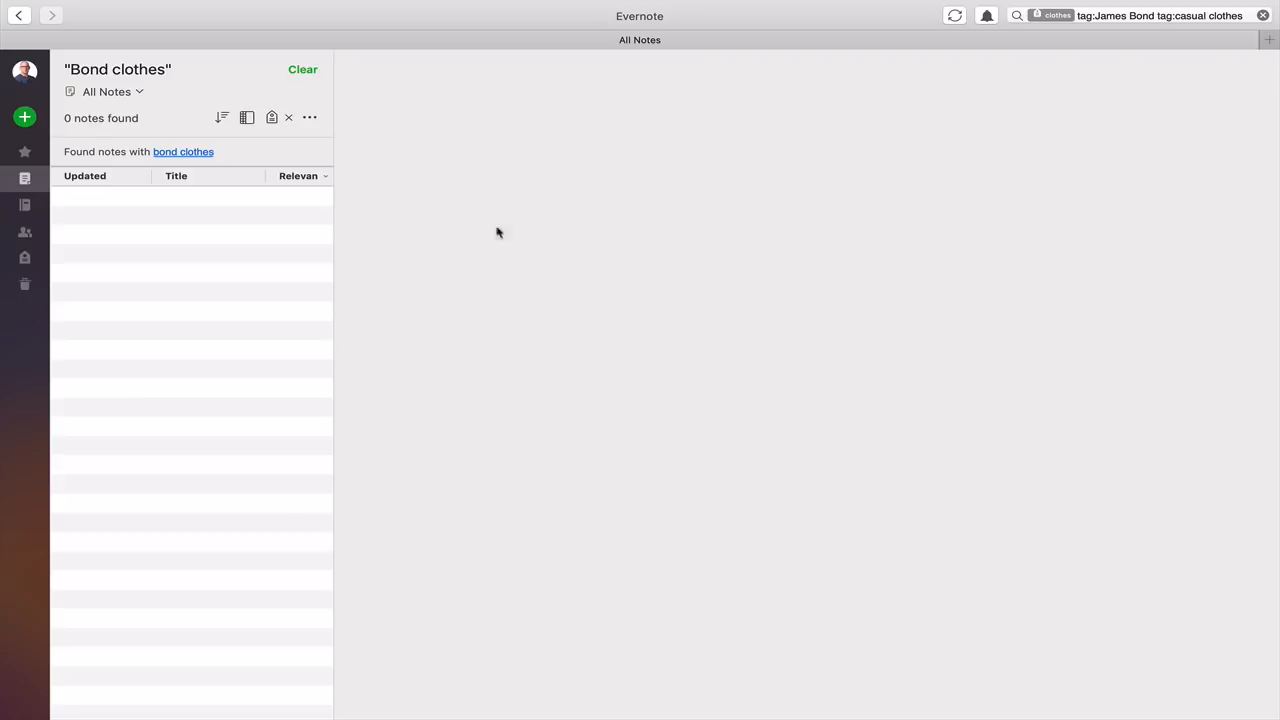 Evernote
clothes tag:James Bond tag:casual clothes
All Notes
"Bond clothes"
Clear
All Notes
0 notes found
Found notes with bond clothes
Updated Title Relevan